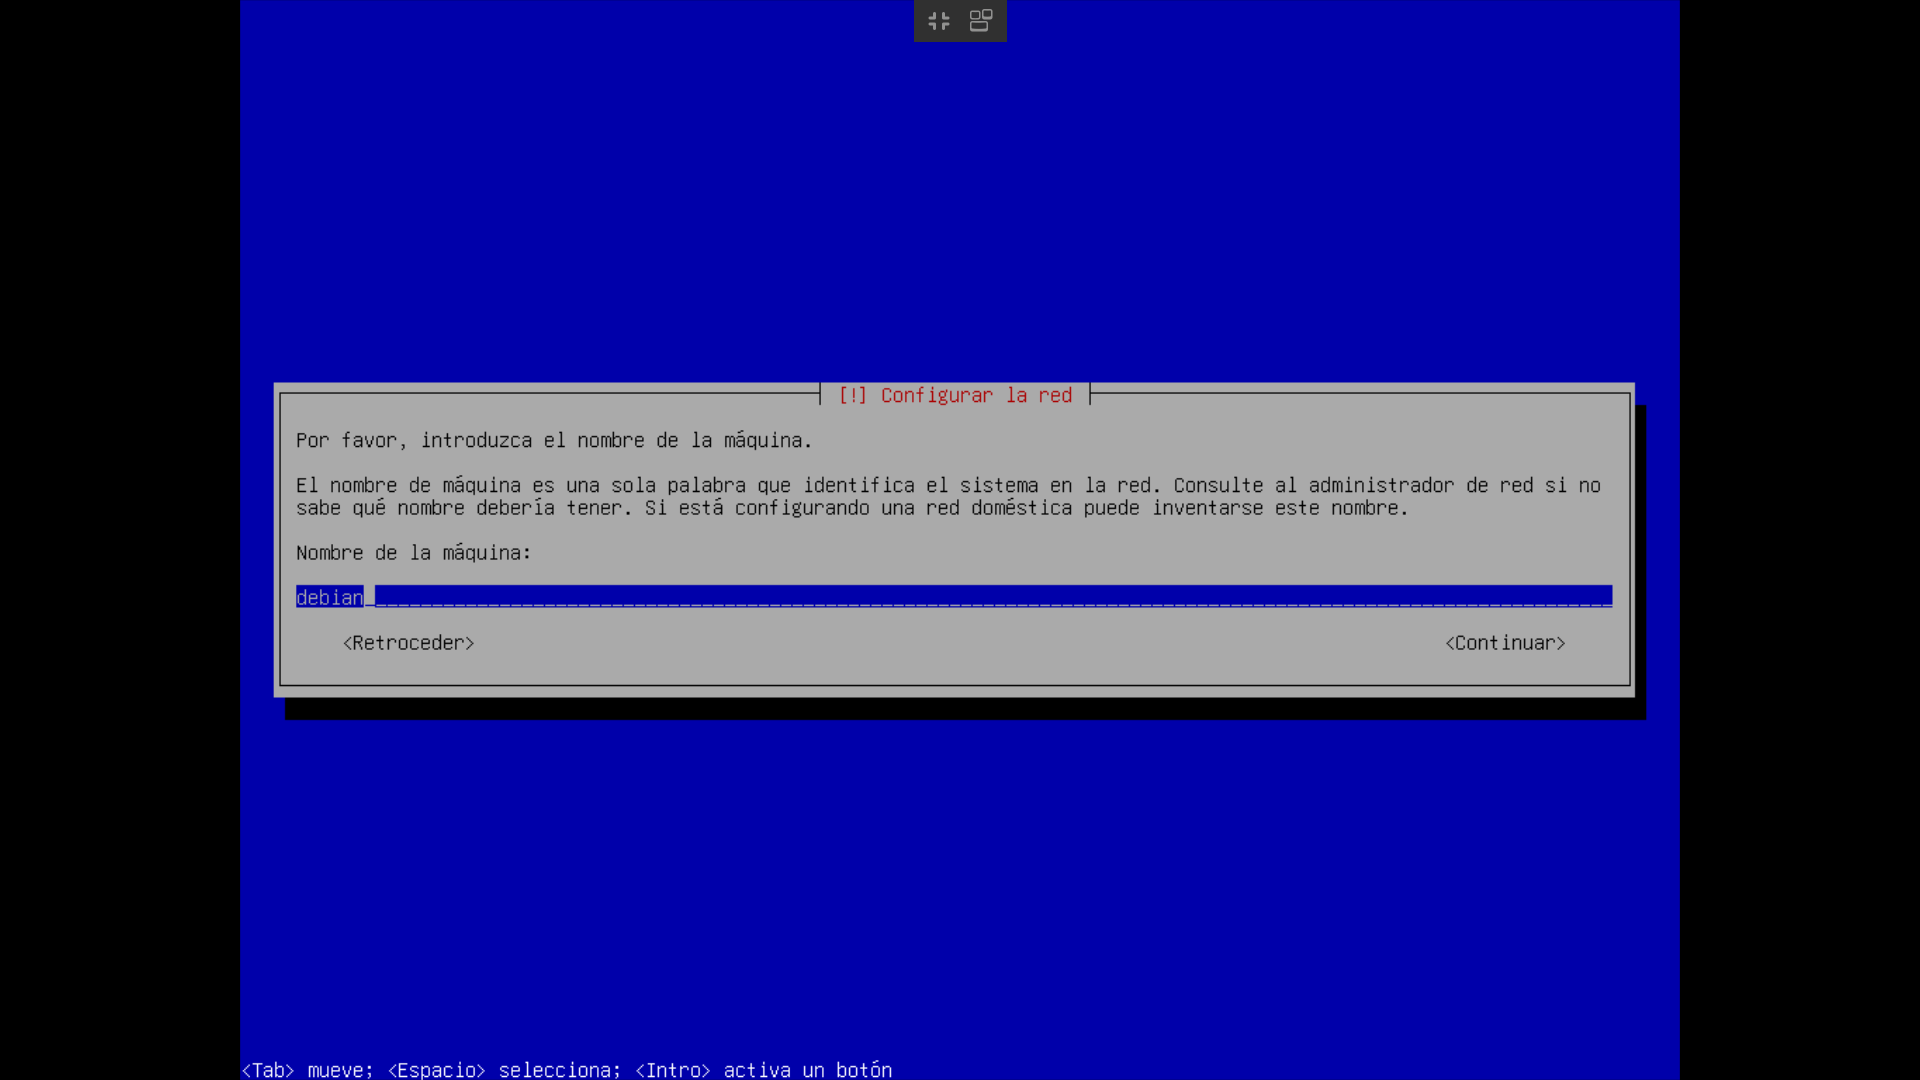 [!] Configurar la red
Por favor, introduzca el nombre de la máquina.
El nombre de máquina es una sola palabra que identifica el sistema en la red. Consulte al administrador de red si no
sabe qué nombre debería tener. Si está configurando una red doméstica puede inventarse este nombre.
Nombre de la máquina:
debian
<Retroceder> <Continuar>
<Tab> mueve; <Espacio> selecciona; <Intro> activa un botón